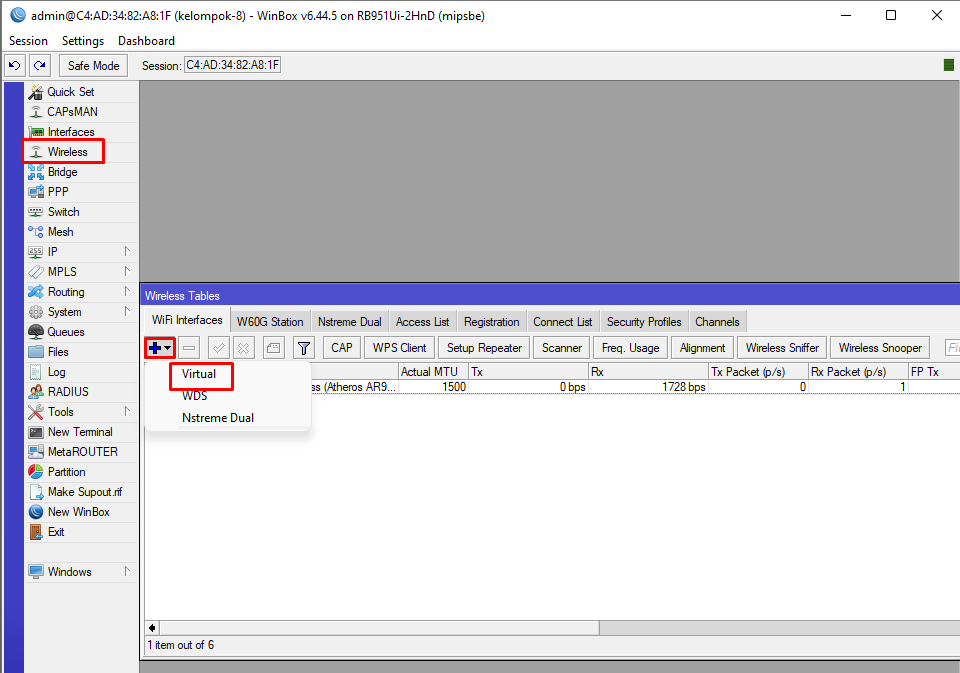 admin@C4:AD:34:82:A8:1F (kelompok-8) - WinBox v6.44.5 on RB951Ui-2HnD (mipsbe)
Session Settings Dashboard
Safe Mode Session: C4:AD:34:82:A8:1F
Quick Set
CAPsMAN
Interfaces
Wireless
Bridge
PPP
Switch
Mesh
IP
MPLS
Routing
System
Queues
Files
Log
RADIUS
Tools
New Terminal
MetaROUTER
Partition
Make Supout.rif
New WinBox
Exit
Windows
Wireless Tables
WiFi Interfaces W60G Station Nstreme Dual Access List Registration Connect List Security Profiles Channels
CAP WPS Client Setup Repeater Scanner Freq. Usage Alignment Wireless Sniffer Wireless Snooper
Actual MTU Tx Rx Tx Packet (p/s) Rx Packet (p/s) FP Tx
(Atheros AR9... 1500 0 bps 1728 bps 0 1
Virtual
WDS
Nstreme Dual
1 item out of 6